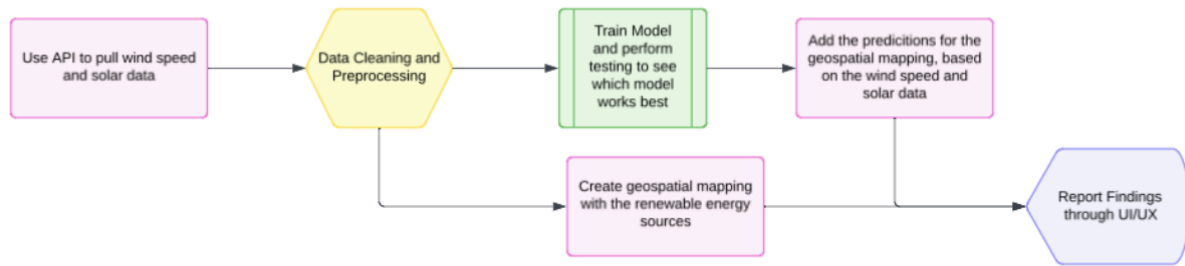 Use API to pull wind speed
and solar data
Data Cleaning and
Preprocessing
Train Model
and perform
testing to see
which model
works best
Add the predicitions for the
geospatial mapping, based
on the wind speed and
solar data
Create geospatial mapping
with the renewable energy
sources
Report Findings
through UI/UX